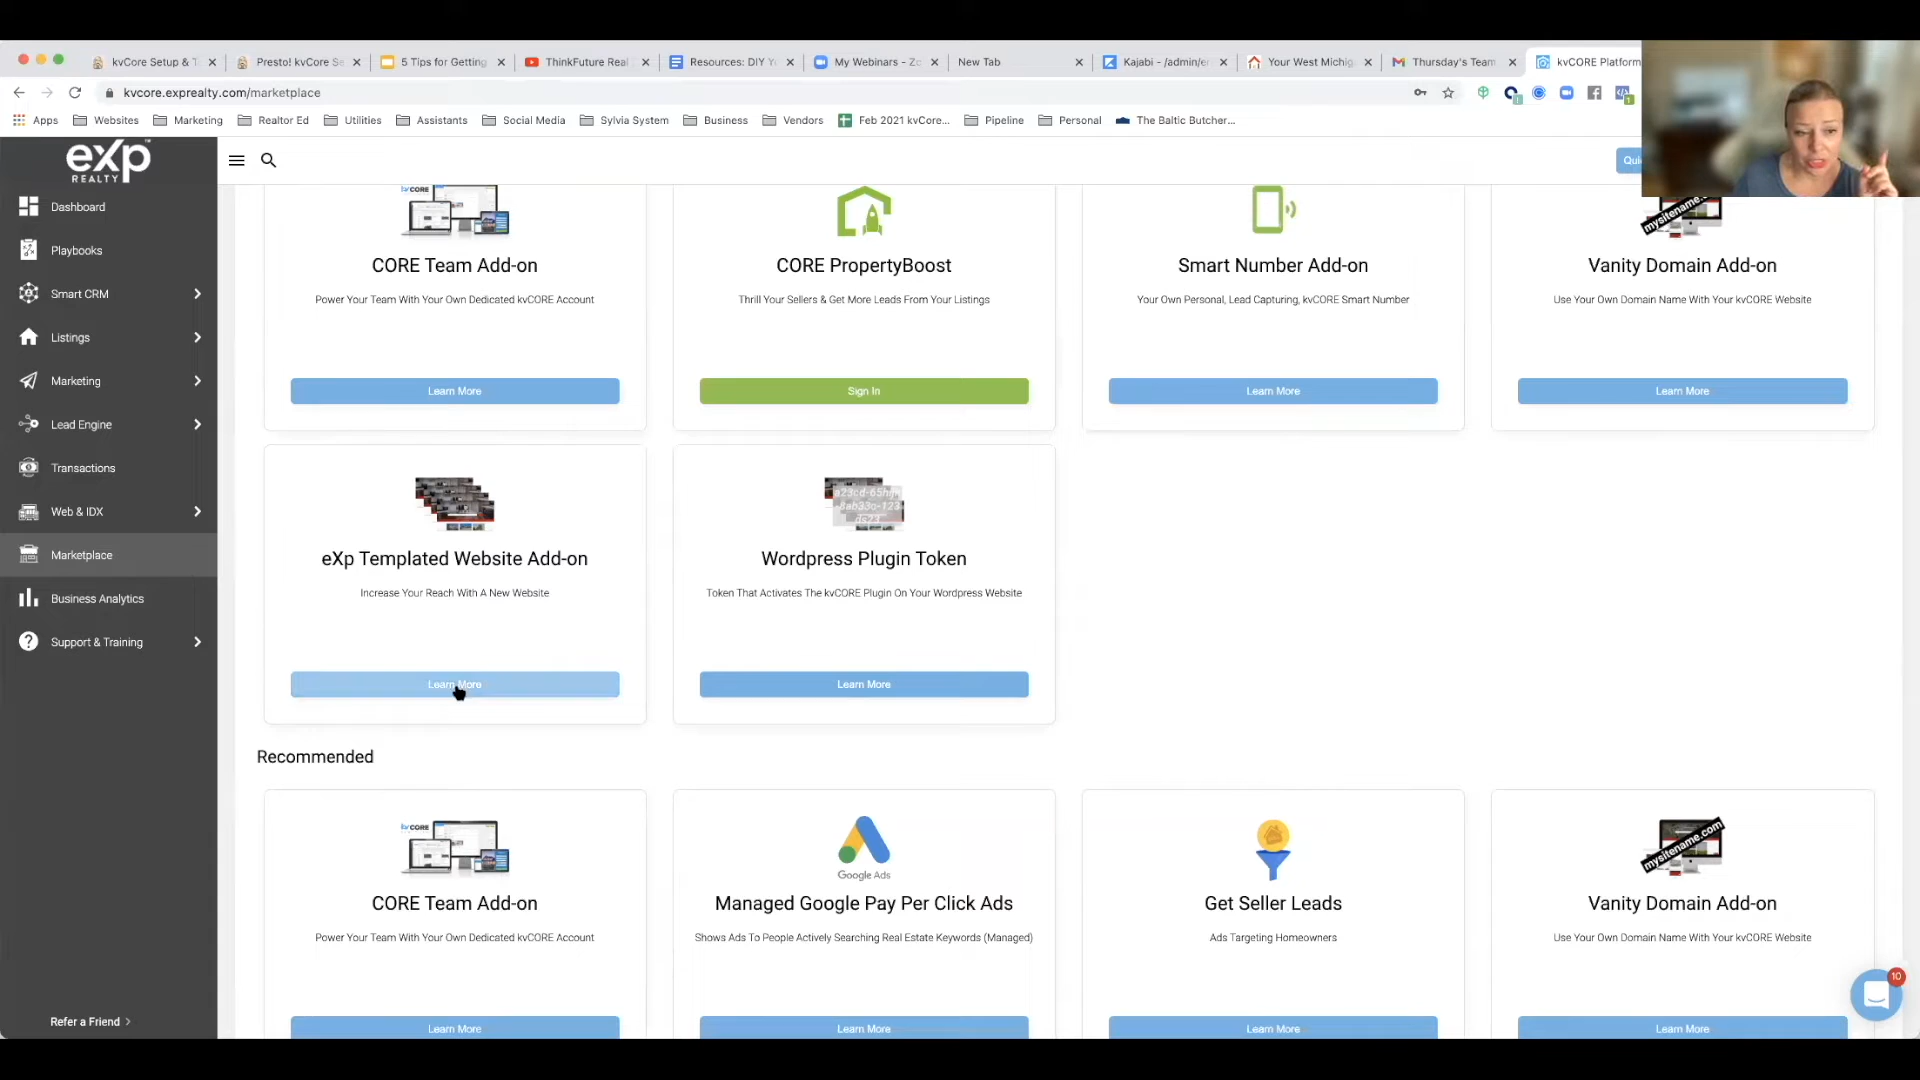 kvCore Setup & T
Presto! kvCore Se
5 Tips for Getting
ThinkFuture Real
Resources: DIY Y
My Webinars - Zo
New Tab
Kajabi - /admin/e
Your West Michig
Thursday's Team
kvCORE Platform
kvcore.exprealty.com/marketplace
Apps
Websites
Marketing
Realtor Ed
Utilities
Assistants
Social Media
Sylvia System
Business
Vendors
Feb 2021 kvCore...
Pipeline
Personal
The Baltic Butcher...
eXp
REALTY
Dashboard
Playbooks
Smart CRM
Listings
Marketing
Lead Engine
Transactions
Web & IDX
Marketplace
Business Analytics
Support & Training
Refer a Friend
Qui
CORE
CORE Team Add-on
Power Your Team With Your Own Dedicated kvCORE Account
Learn More
CORE PropertyBoost
Thrill Your Sellers & Get More Leads From Your Listings
Sign In
Smart Number Add-on
Your Own Personal, Lead Capturing, kvCORE Smart Number
Learn More
mysitename.
Vanity Domain Add-on
Use Your Own Domain Name With Your kvCORE Website
Learn More
eXp Templated Website Add-on
Increase Your Reach With A New Website
Learn More
Wordpress Plugin Token
Token That Activates The kvCORE Plugin On Your Wordpress Website
Learn More
Recommended
kvCORE
CORE Team Add-on
Power Your Team With Your Own Dedicated kvCORE Account
Learn More
Google Ads
Managed Google Pay Per Click Ads
Shows Ads To People Actively Searching Real Estate Keywords (Managed)
Learn More
Get Seller Leads
Ads Targeting Homeowners
Learn More
mysitename.com
Vanity Domain Add-on
Use Your Own Domain Name With Your kvCORE Website
Learn More
10